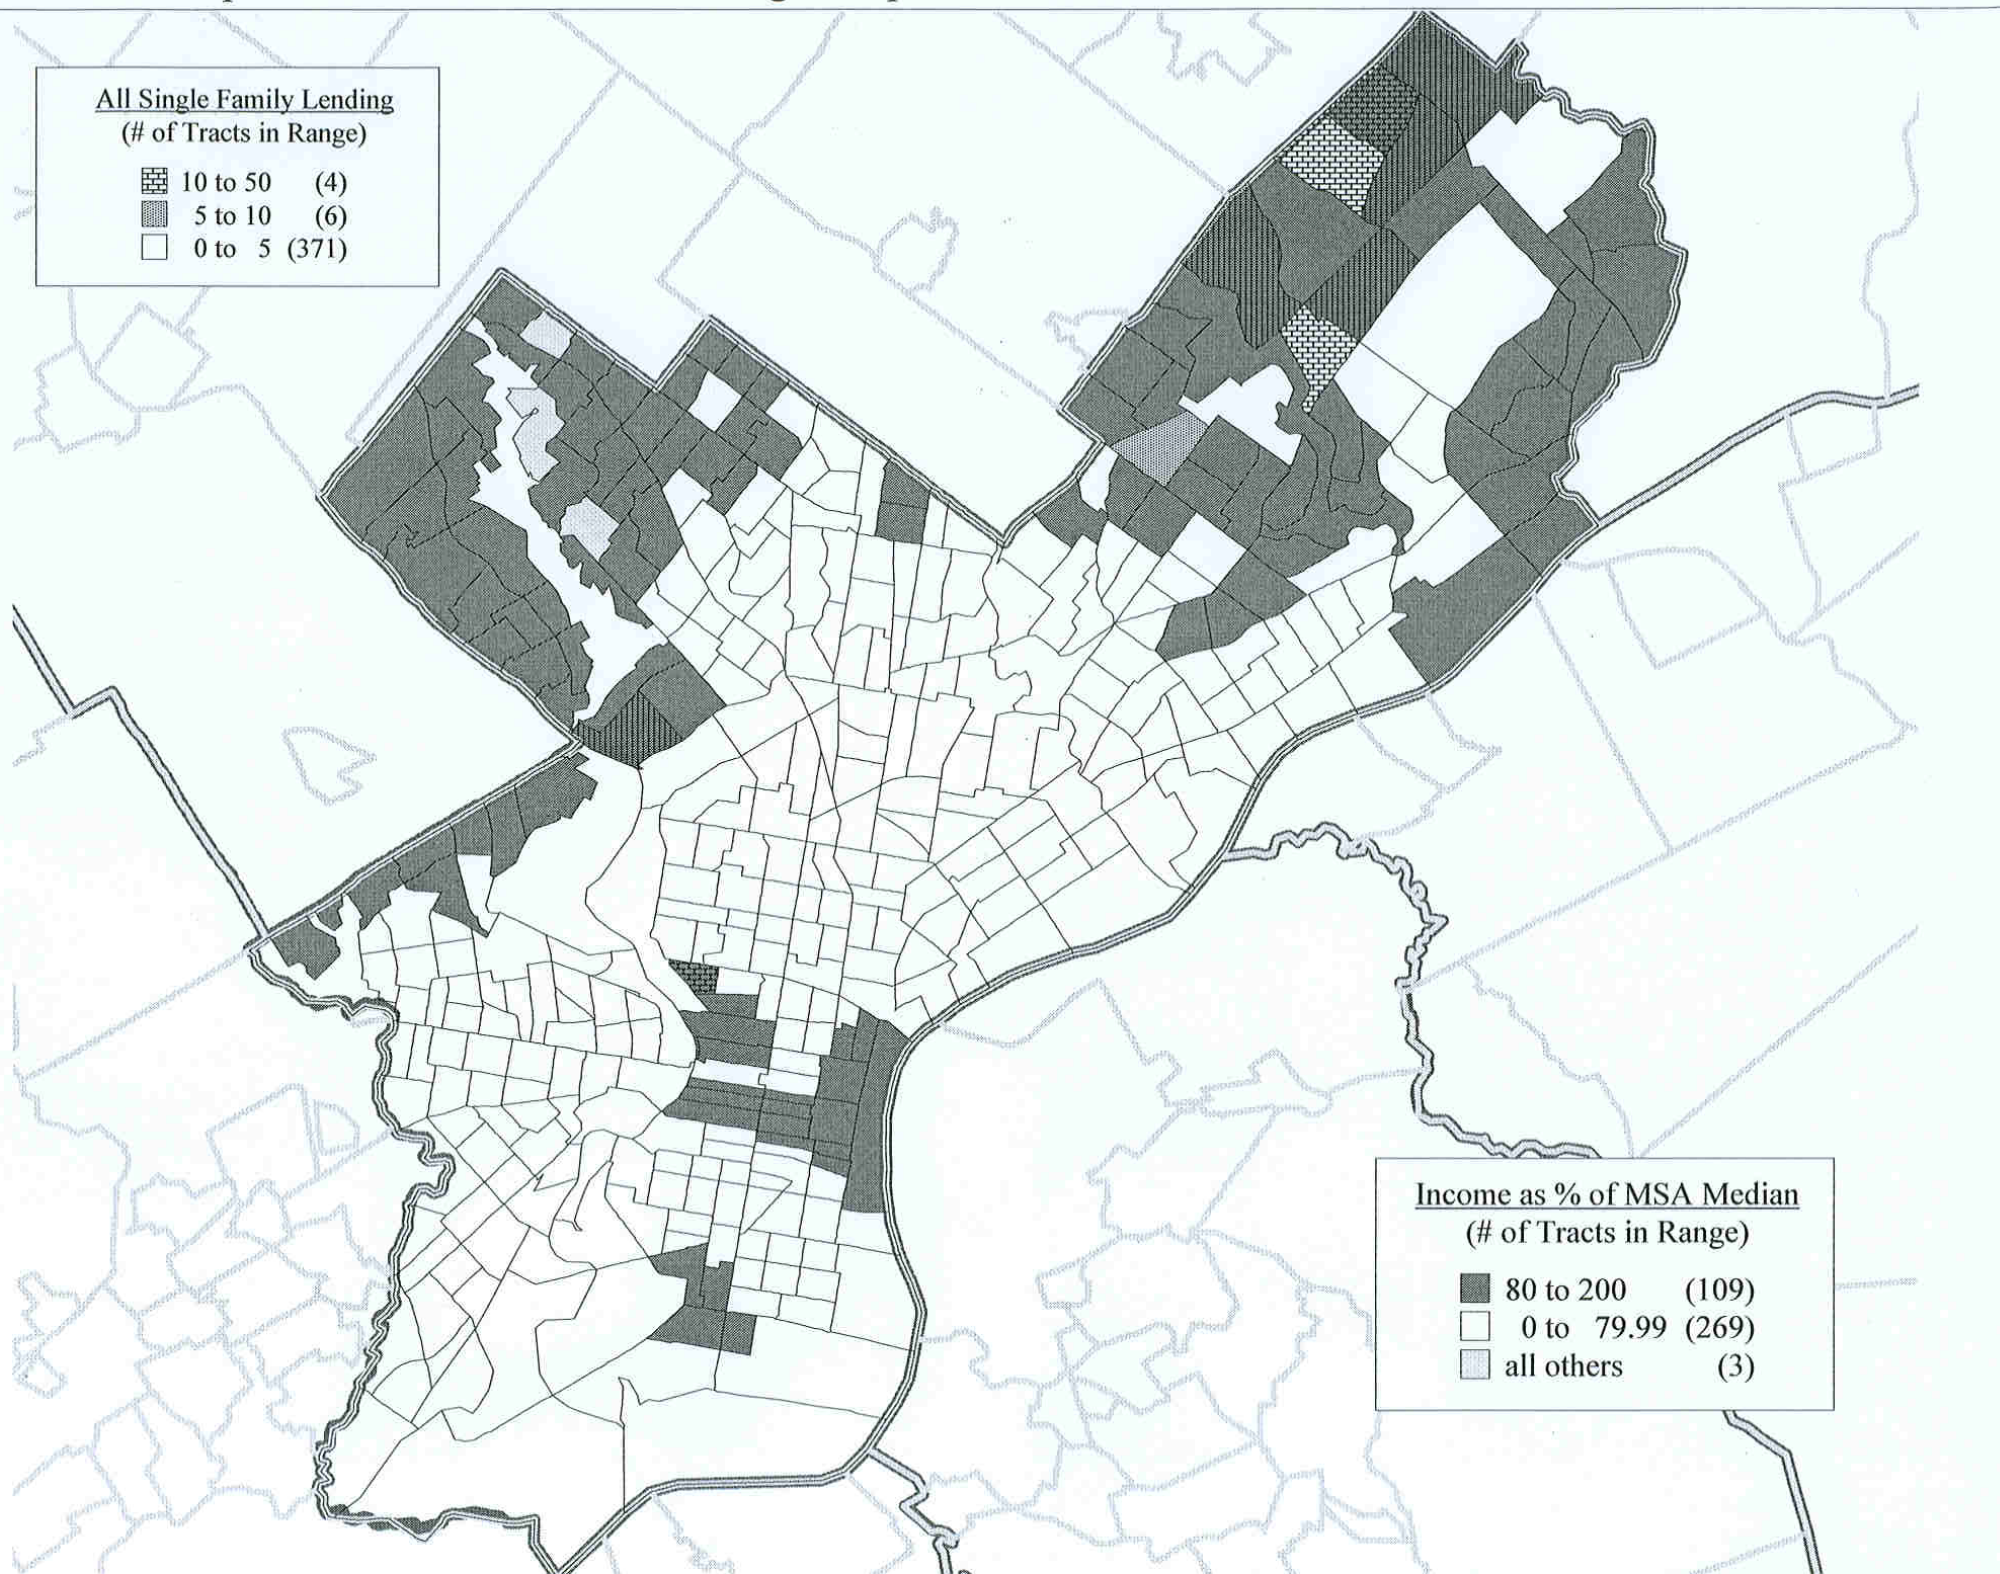 All Single Family Lending
(# of Tracts in Range)
10 to 50 (4)
5 to 10 (6)
0 to 5 (371)
Income as % of MSA Median
(# of Tracts in Range)
80 to 200 (109)
0 to 79.99 (269)
all others (3)